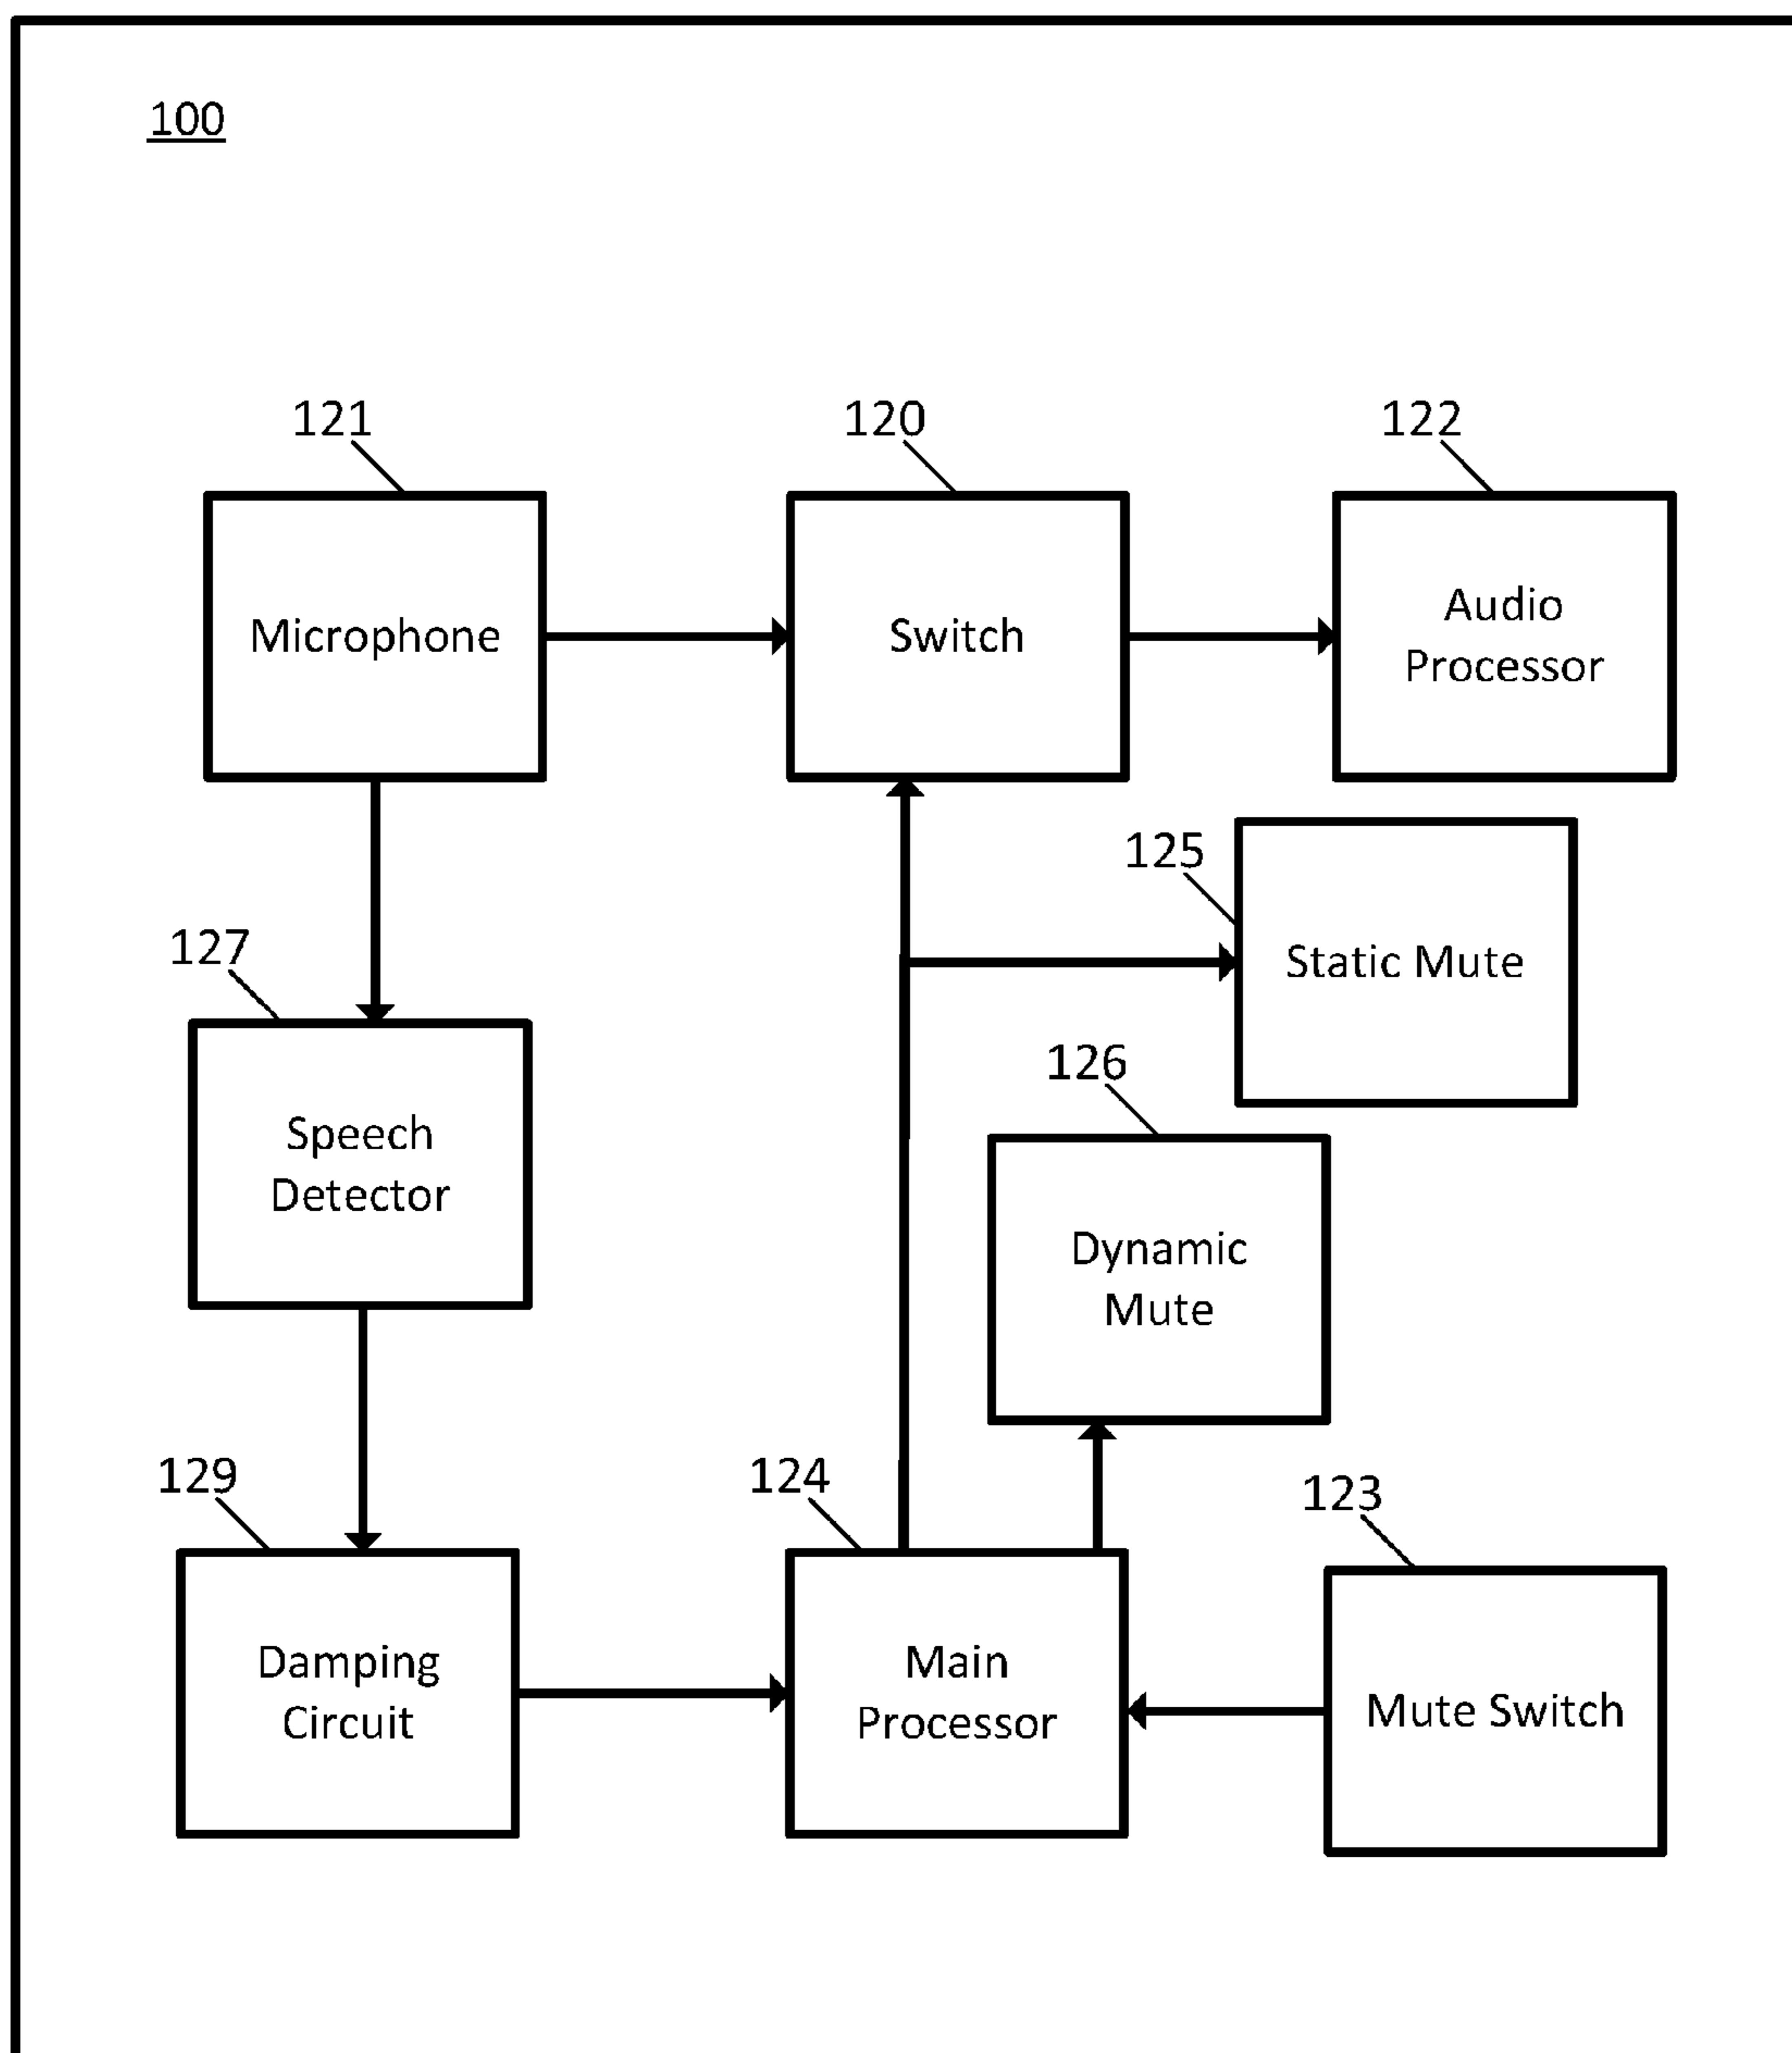 100
121
120
122
Microphone
Switch
Audio
Processor
125
Static Mute
127
Speech
Detector
126
Dynamic
Mute
129
Damping
Circuit
124
Main
Processor
123
Mute Switch